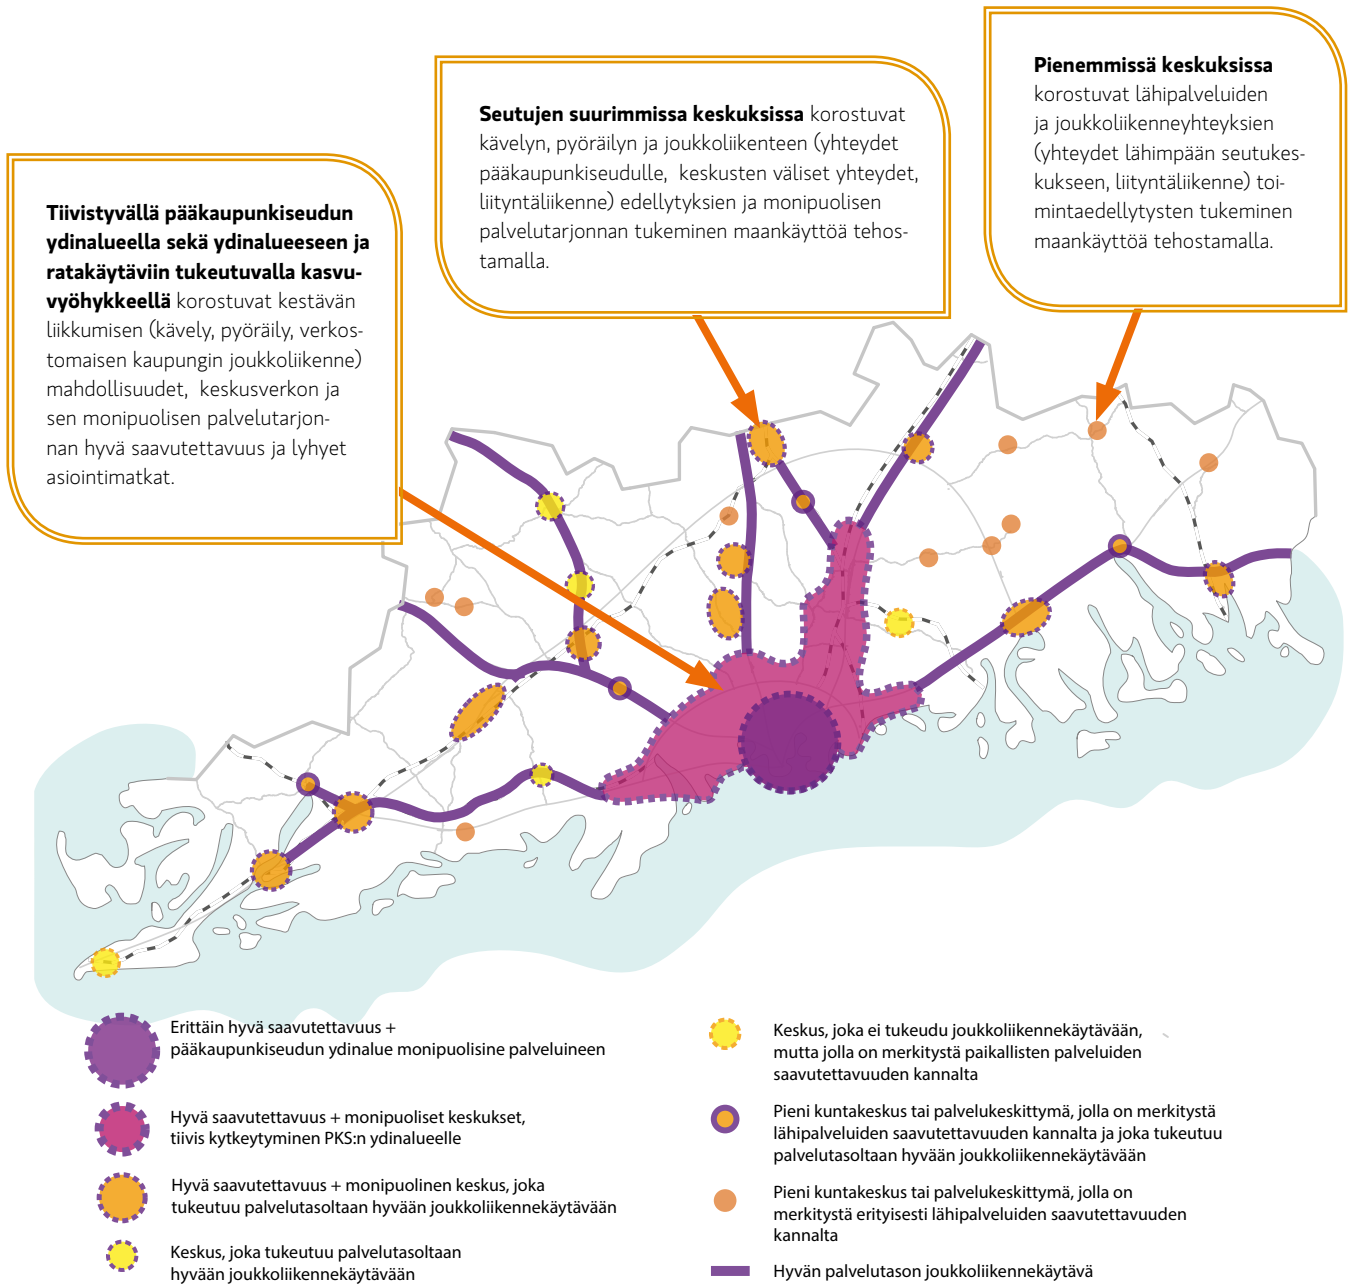 Tiivistyvällä pääkaupunkiseudun
ydinalueella sekä ydinalueeseen ja
ratakäytäviin tukeutuvalla kasvu-
vyöhykkeellä korostuvat kestävän
liikkumisen (kävely, pyöräily, verkos-
tomaisen kaupungin joukkoliikenne)
mahdollisuudet, keskusverkon ja
sen monipuolisen palvelutarjon-
nan hyvä saavutettavuus ja lyhyet
asiointimatkat.
Seutujen suurimmissa keskuksissa korostuvat
kävelyn, pyöräilyn ja joukkoliikenteen (yhteydet
pääkaupunkiseudulle, keskusten väliset yhteydet,
liityntäliikenne) edellytyksien ja monipuolisen
palvelutarjonnan tukeminen maankäyttöä tehos-
tamalla.
Pienemmissä keskuksissa
korostuvat lähipalveluiden
ja joukkoliikenneyhteyksien
(yhteydet lähimpään seutukes-
kukseen, liityntäliikenne) toi-
mintaedellytysten tukeminen
maankäyttöä tehostamalla.
Erittäin hyvä saavutettavuus +
pääkaupunkiseudun ydinalue monipuolisine palveluineen
Hyvä saavutettavuus + monipuoliset keskukset,
tiivis kytkeytyminen PKS:n ydinalueelle
Hyvä saavutettavuus + monipuolinen keskus, joka
tukeutuu palvelutasoltaan hyvään joukkoliikennekäytävään
Keskus, joka tukeutuu palvelutasoltaan
hyvään joukkoliikennekäytävään
Keskus, joka ei tukeudu joukkoliikennekäytävään,
mutta jolla on merkitystä paikallisten palveluiden
saavutettavuuden kannalta
Pieni kuntakeskus tai palvelukeskittymä, jolla on merkitystä
lähipalveluiden saavutettavuuden kannalta ja joka tukeutuu
palvelutasoltaan hyvään joukkoliikennekäytävään
Pieni kuntakeskus tai palvelukeskittymä, jolla on
merkitystä erityisesti lähipalveluiden saavutettavuuden
kannalta
Hyvän palvelutason joukkoliikennekäytävä